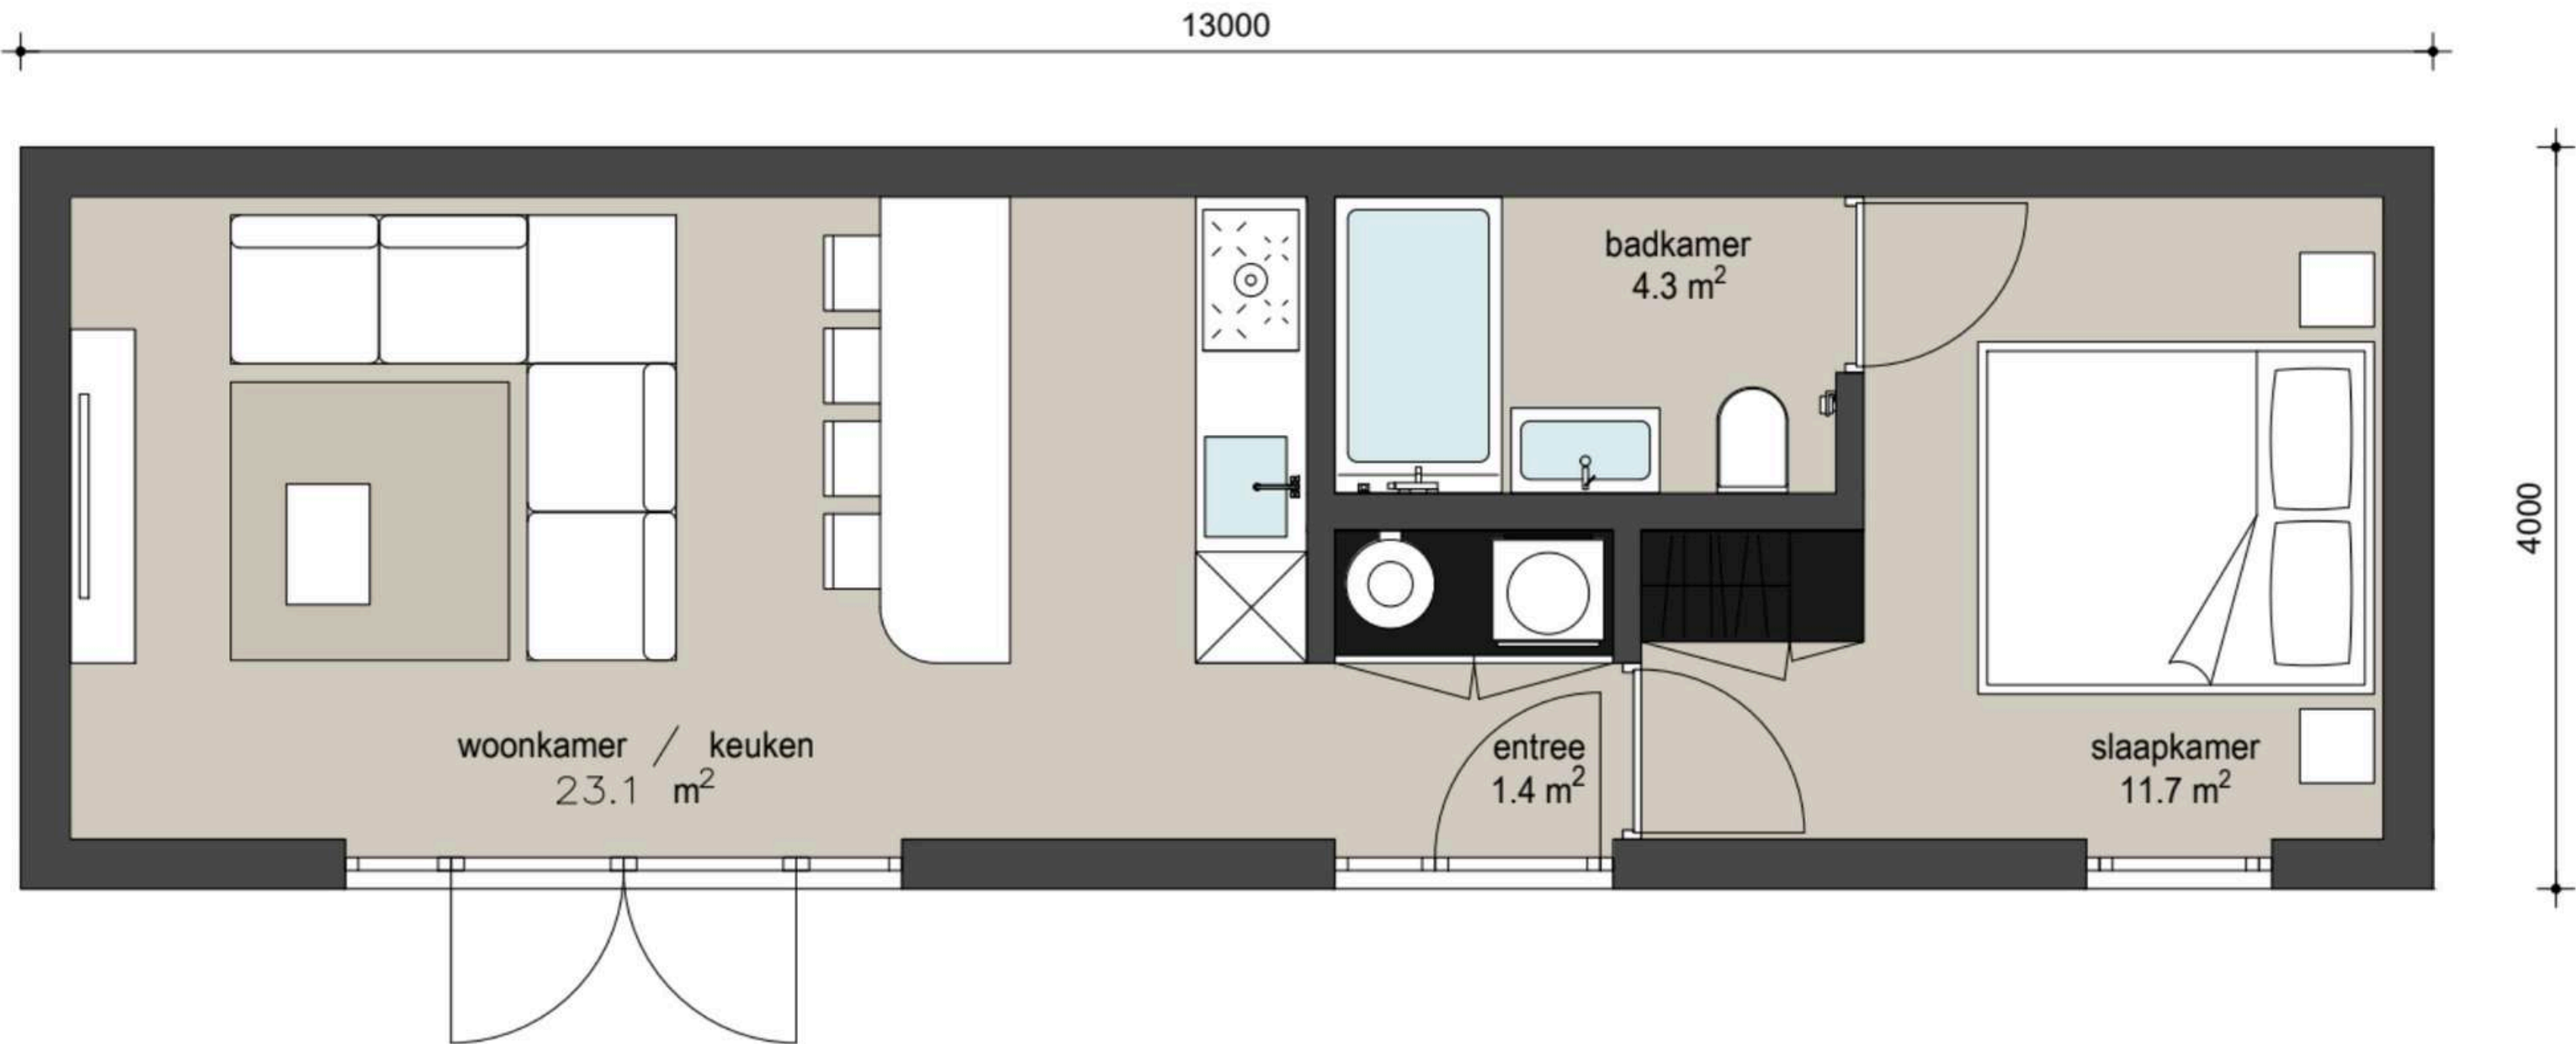 13000
badkamer
4.3 m²
4000
woonkamer / keuken
23.1 m²
entree
1.4 m²
slaapkamer
11.7 m²